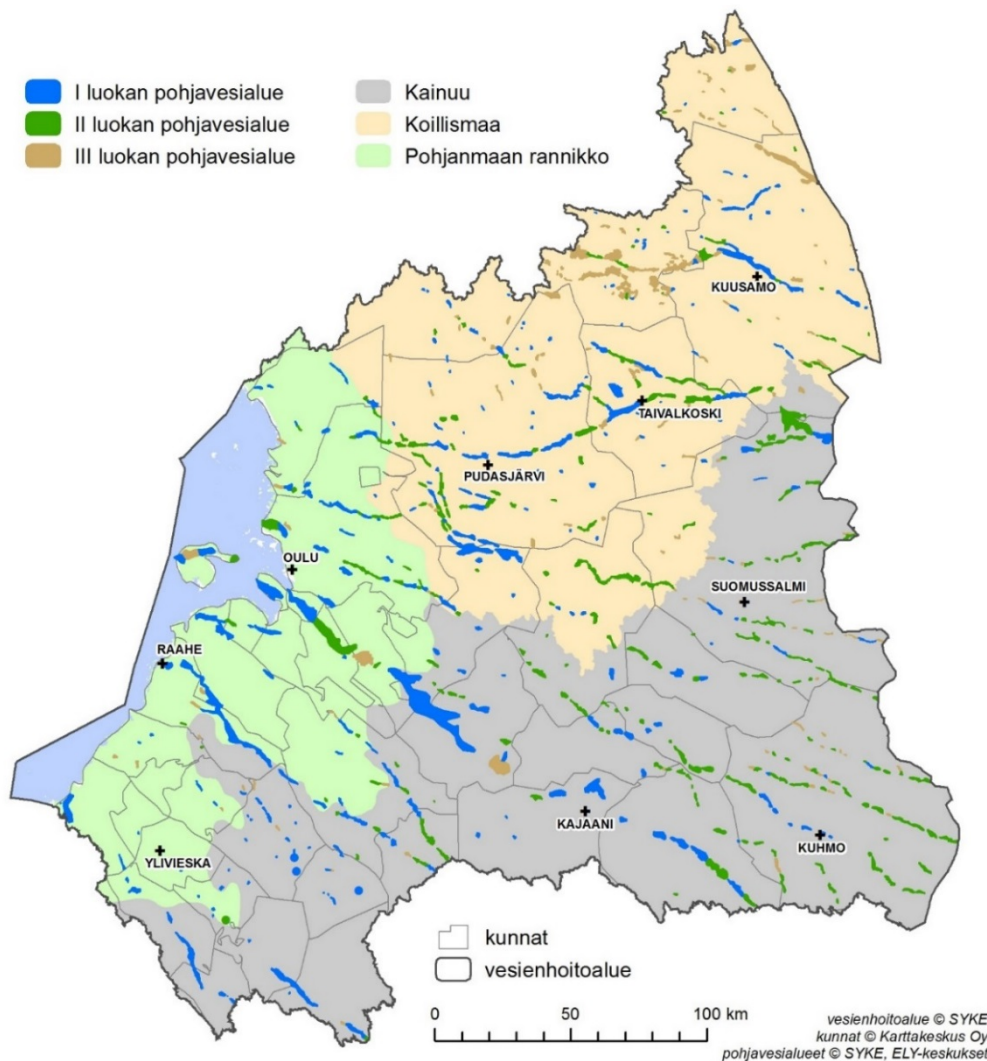 I luokan pohjavesialue
II luokan pohjavesialue
III luokan pohjavesialue
Kainuu
Koillismaa
Pohjanmaan rannikko
KUUSAMO
TAIVALKOSKI
PUDASJÄRVI
OULU
SUOMUSSALMI
RAAHE
KAJAANI
KUHMO
YLIVIESKA
kunnat
vesienhoitoalue
0 50 100 km
vesienhoitoalue © SYKE
kunnat © Karttakeskus Oy
pohjavesialueet © SYKE, ELY-keskukset